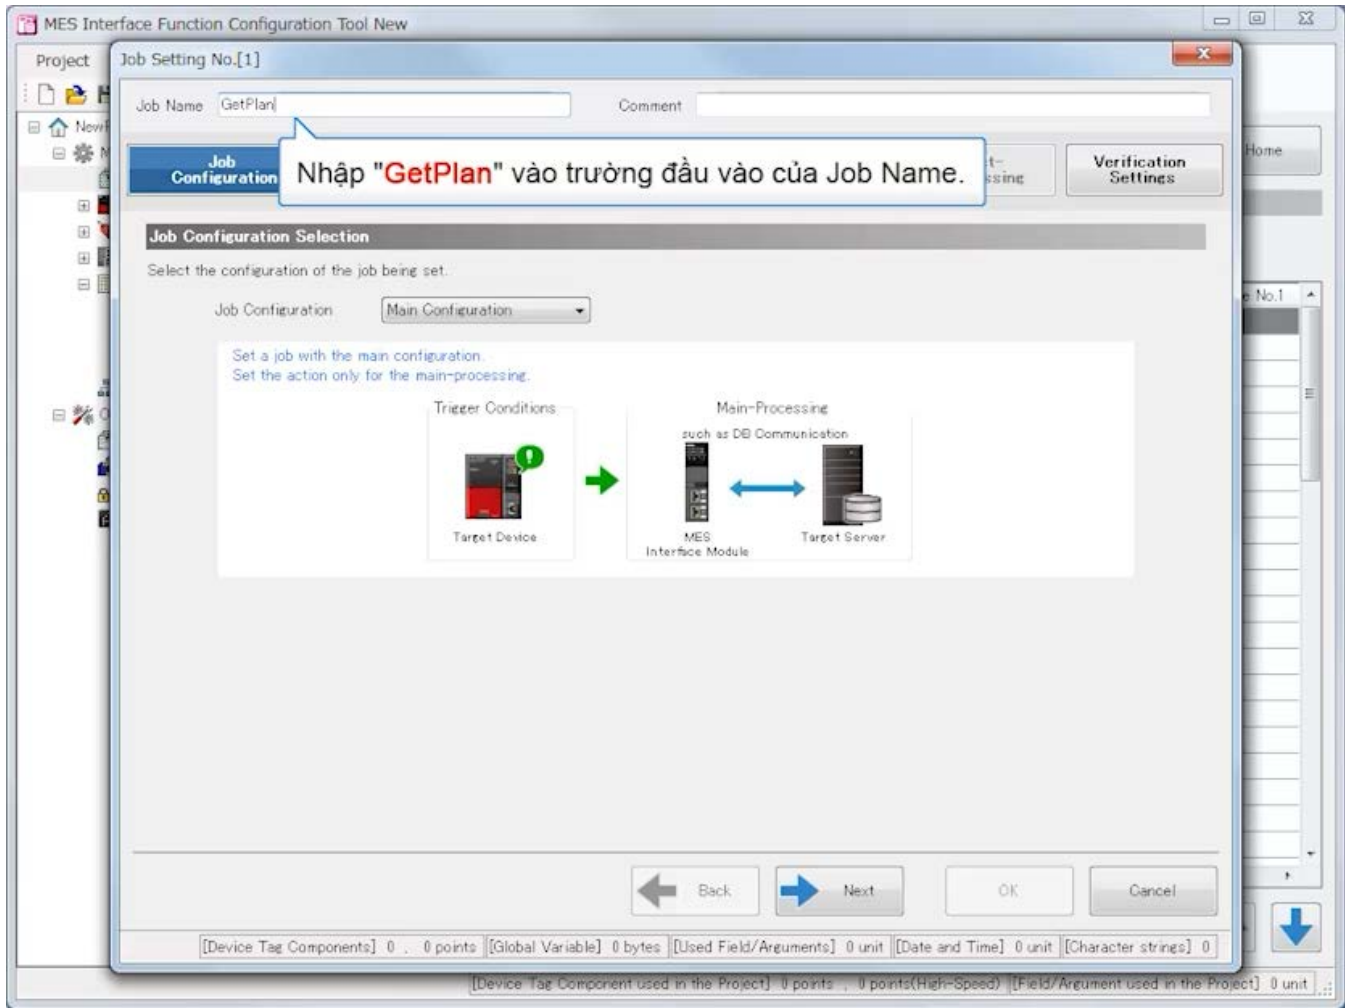 MES Interface Function Configuration Tool New
Project
Job Setting No.[1]
Job Name GetPlan Comment
Home
Job Configuration
Nhập "GetPlan" vào trường đầu vào của Job Name.
Verification Settings
Job Configuration Selection
Select the configuration of the job being set.
No.1
Job Configuration Main Configuration
Set a job with the main configuration.
Set the action only for the main-processing.
Trigger Conditions
Main-Processing
such as DB Communication
Target Device
MES Interface Module
Target Server
Back Next OK Cancel
[Device Tag Components] 0 , 0 points [Global Variable] 0 bytes [Used Field/Arguments] 0 unit [Date and Time] 0 unit [Character strings] 0
[Device Tag Component used in the Project] 0 points , 0 points(High-Speed) [Field/Argument used in the Project] 0 unit